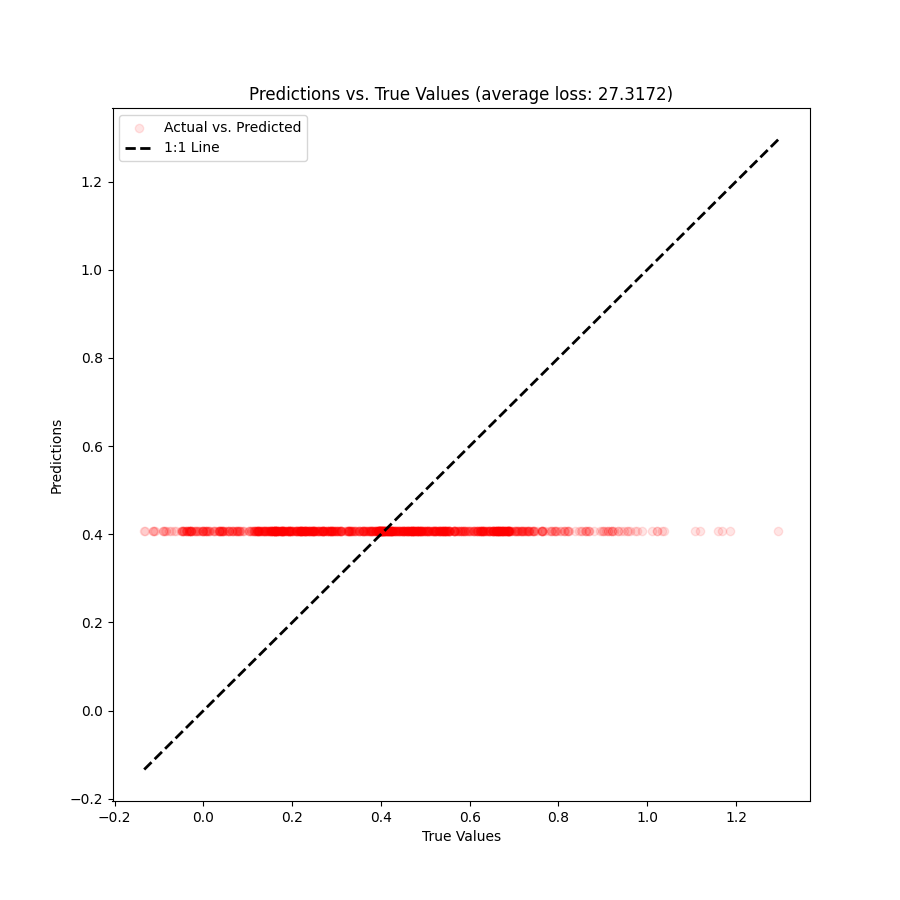 Predictions vs. True Values (average loss: 27.3172)
Actual vs. Predicted
1:1 Line
1.2
1.0
0.8
0.6
0.4
0.2
0.0
−0.2
Predictions
−0.2 0.0 0.2 0.4 0.6 0.8 1.0 1.2
True Values